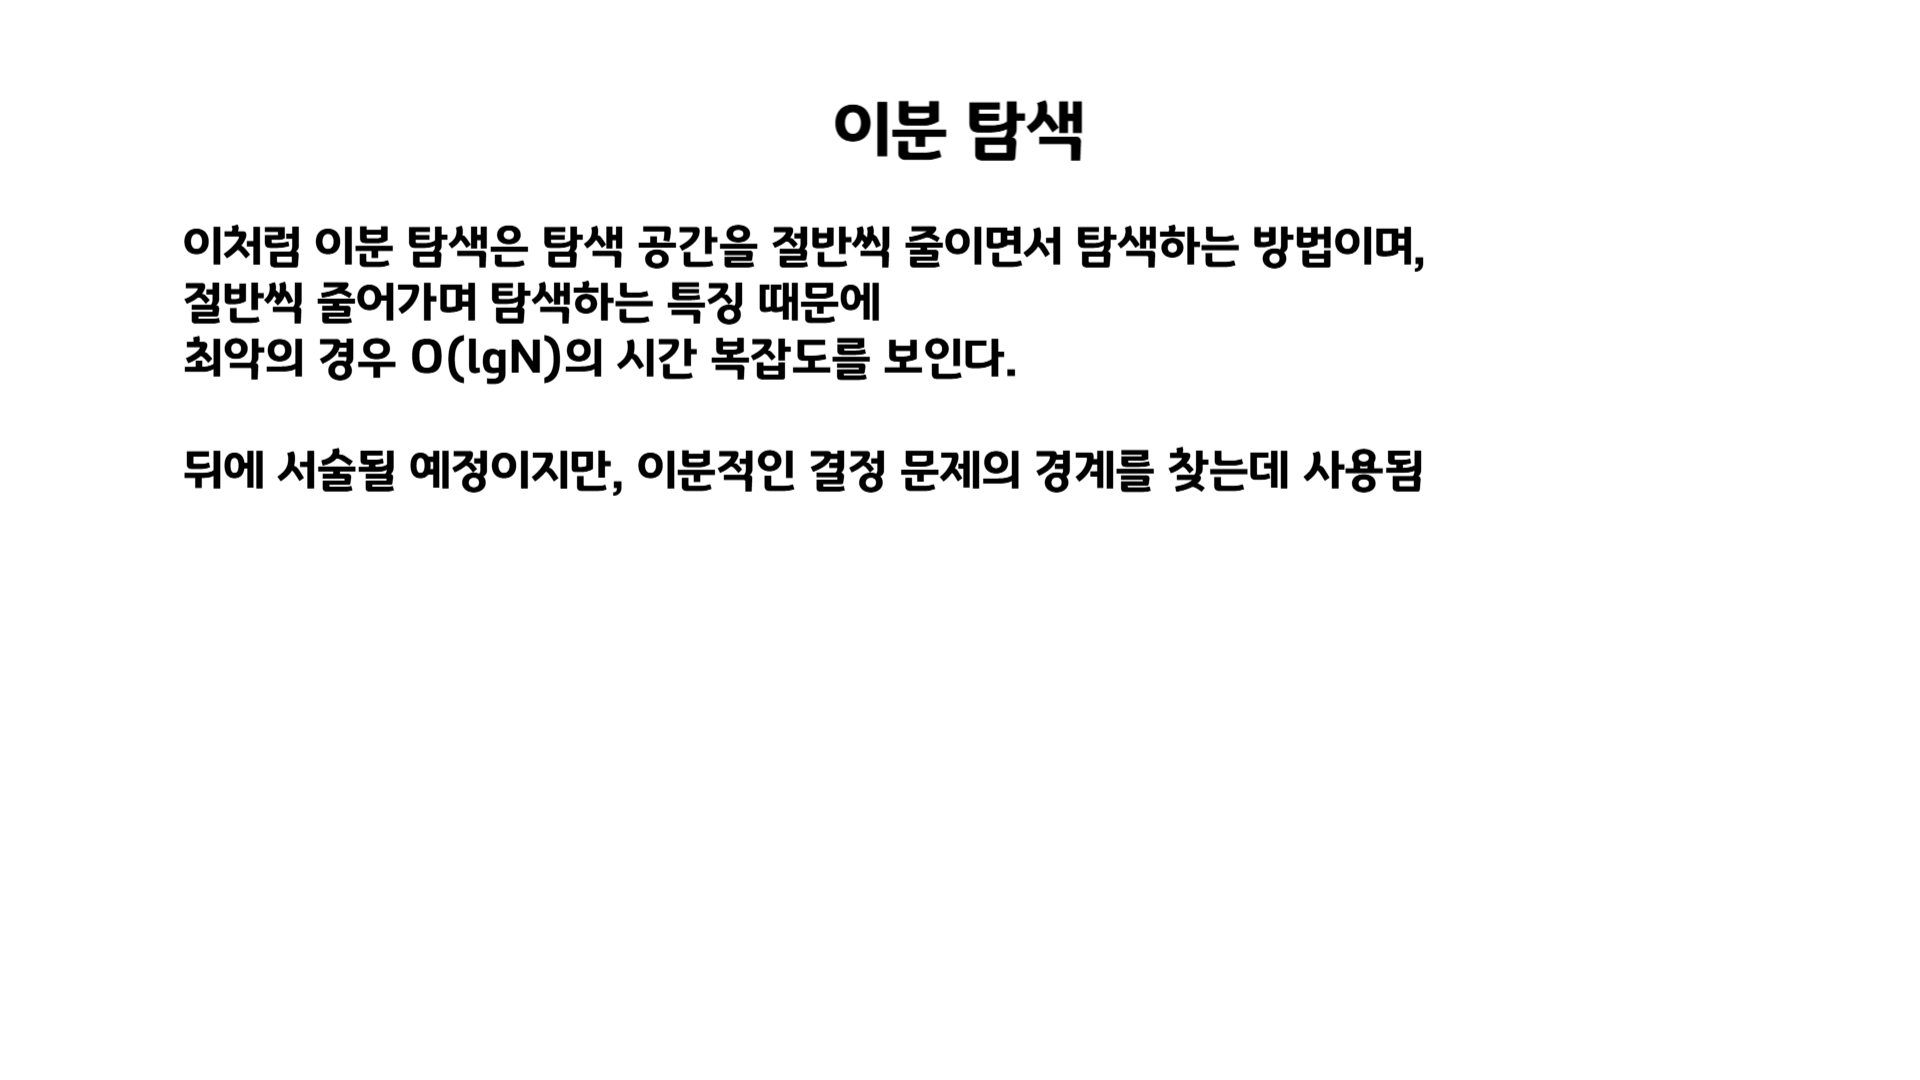 이분 탐색
이처럼 이분 탐색은 탐색 공간을 절반씩 줄이면서 탐색하는 방법이며,
절반씩 줄어가며 탐색하는 특징 때문에
최악의 경우 O(lgN)의 시간 복잡도를 보인다.
뒤에 서술될 예정이지만, 이분적인 결정 문제의 경계를 찾는데 사용됨